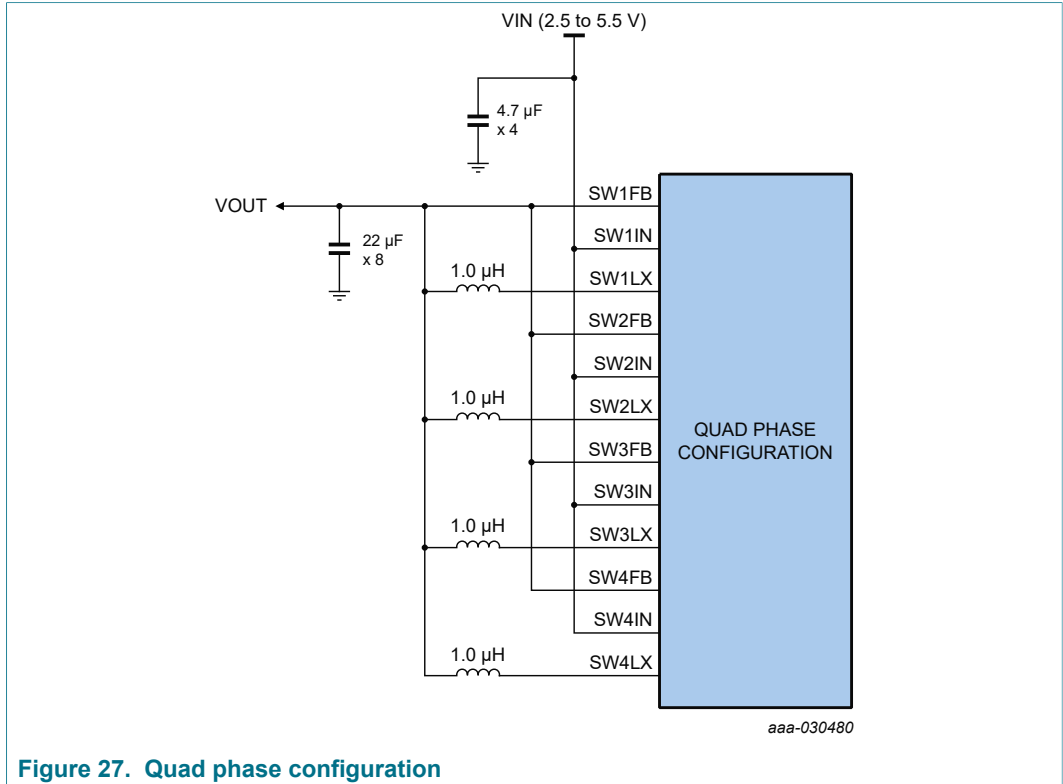 VIN (2.5 to 5.5 V)
4.7 µF
x 4
VOUT
22 µF
x 8
SW1FB
SW1IN
1.0 µH
SW1LX
SW2FB
SW2IN
1.0 µH
SW2LX
SW3FB
SW3IN
1.0 µH
SW3LX
SW4FB
SW4IN
1.0 µH
SW4LX
QUAD PHASE
CONFIGURATION
aaa-030480
Figure 27. Quad phase configuration